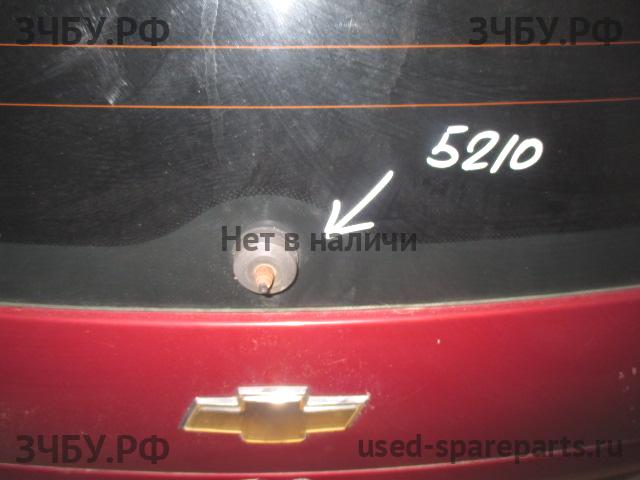 ЗЧБУ.РФ ЗЧБУ.РФ
5210
Нет в наличи
ЗЧБУ.РФ used-spareparts.ru